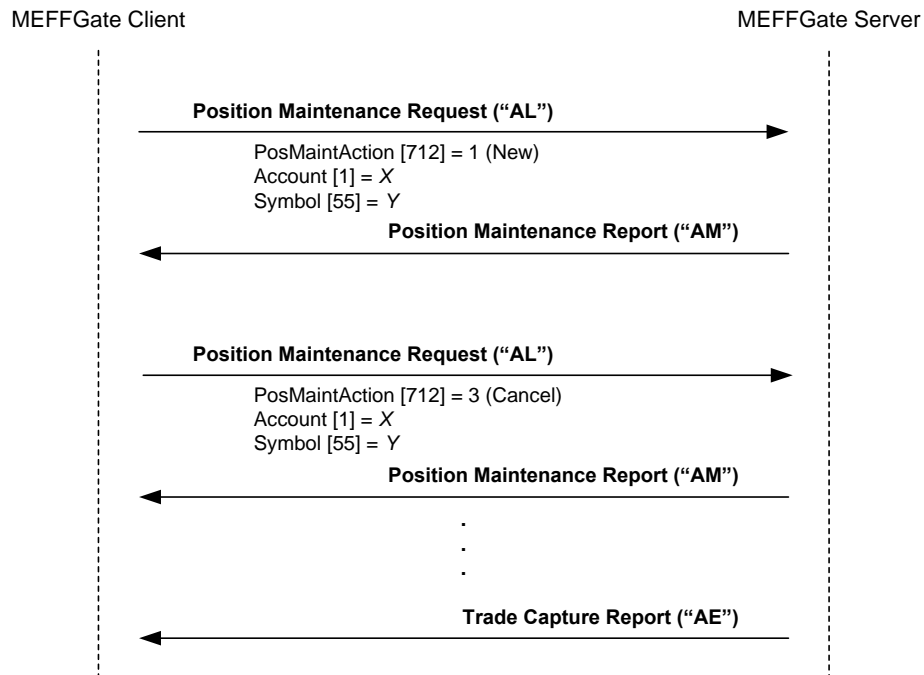 MEFFGate Client
MEFFGate Server
Position Maintenance Request (“AL”)
PosMaintAction [712] = 1 (New)
Account [1] = X
Symbol [55] = Y
Position Maintenance Report (“AM”)
Position Maintenance Request (“AL”)
PosMaintAction [712] = 3 (Cancel)
Account [1] = X
Symbol [55] = Y
Position Maintenance Report (“AM”)
.
.
.
Trade Capture Report (“AE”)